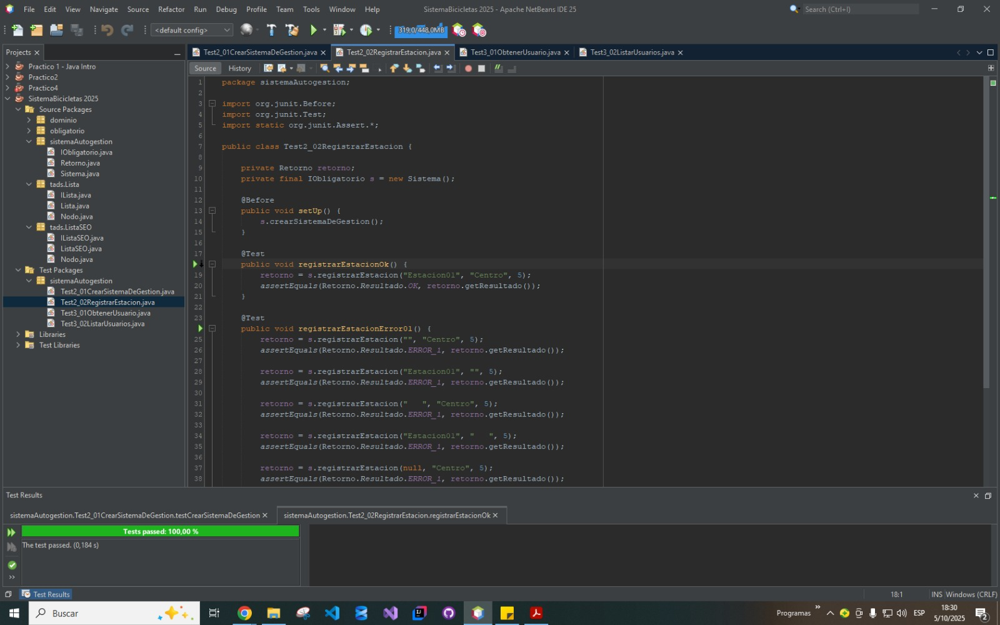 File Edit View Navigate Source Refactor Run Debug Profile Team Tools Window Help
SistemaBicicletas 2025 - Apache NetBeans IDE 25
Search (Ctrl+I)
<default config>
319,0/448,0MB
Projects
Practico 1 - Java Intro
Practico2
Practico4
SistemaBicicletas 2025
Source Packages
dominio
obligatorio
sistemaAutogestion
IObligatorio.java
Retorno.java
Sistema.java
tads.Lista
ILista.java
Lista.java
Nodo.java
tads.ListaSEO
IListaSEO.java
ListaSEO.java
Nodo.java
Test Packages
sistemaAutogestion
Test2_01CrearSistemaDeGestion.java
Test2_02RegistrarEstacion.java
Test3_01ObtenerUsuario.java
Test3_02ListarUsuarios.java
Libraries
Test Libraries
Test2_01CrearSistemaDeGestion.java Test2_02RegistrarEstacion.java Test3_01ObtenerUsuario.java Test3_02ListarUsuarios.java
Source History
1 package sistemaAutogestion;
2
3 import org.junit.Before;
4 import org.junit.Test;
5 import static org.junit.Assert.*;
6
7 public class Test2_02RegistrarEstacion {
8
9 private Retorno retorno;
10 private final IObligatorio s = new Sistema();
11
12 @Before
13 public void setUp() {
14 s.crearSistemaDeGestion();
15 }
16
17 @Test
public void registrarEstacionOk() {
19 retorno = s.registrarEstacion("Estacion01", "Centro", 5);
20 assertEquals(Retorno.Resultado.OK, retorno.getResultado());
21 }
22
23 @Test
public void registrarEstacionError01() {
25 retorno = s.registrarEstacion("", "Centro", 5);
26 assertEquals(Retorno.Resultado.ERROR_1, retorno.getResultado());
27
28 retorno = s.registrarEstacion("Estacion01", "", 5);
29 assertEquals(Retorno.Resultado.ERROR_1, retorno.getResultado());
30
31 retorno = s.registrarEstacion("   ", "Centro", 5);
32 assertEquals(Retorno.Resultado.ERROR_1, retorno.getResultado());
33
34 retorno = s.registrarEstacion("Estacion01", "   ", 5);
35 assertEquals(Retorno.Resultado.ERROR_1, retorno.getResultado());
36
37 retorno = s.registrarEstacion(null, "Centro", 5);
38 assertEquals(Retorno.Resultado.ERROR_1, retorno.getResultado());
Test Results
sistemaAutogestion.Test2_01CrearSistemaDeGestion.testCrearSistemaDeGestion sistemaAutogestion.Test2_02RegistrarEstacion.registrarEstacionOk
Tests passed: 100,00 %
The test passed. (0,184 s)
Test Results
18:1 INS Windows (CRLF)
Buscar
Programas
ESP
18:30
5/10/2025
2